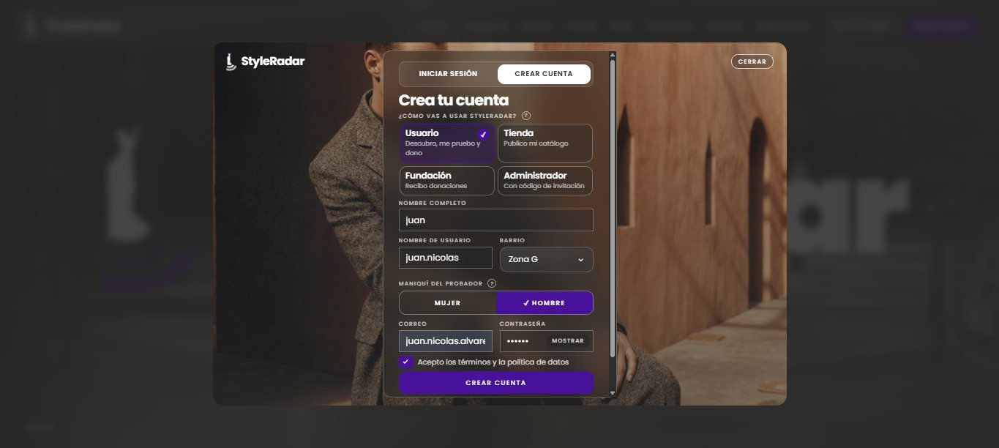 StyleRadar
CERRAR
INICIAR SESIÓN
CREAR CUENTA
Crea tu cuenta
¿CÓMO VAS A USAR STYLERADAR? ?
Usuario
Descubro, me pruebo y
dono
Tienda
Publico mi catálogo
Fundación
Recibo donaciones
Administrador
Con código de invitación
NOMBRE COMPLETO
juan
NOMBRE DE USUARIO
juan.nicolas
BARRIO
Zona G
MANIQUÍ DEL PROBADOR ?
MUJER
✓ HOMBRE
CORREO
juan.nicolas.alvare
CONTRASEÑA
•••••• MOSTRAR
Acepto los términos y la política de datos
CREAR CUENTA